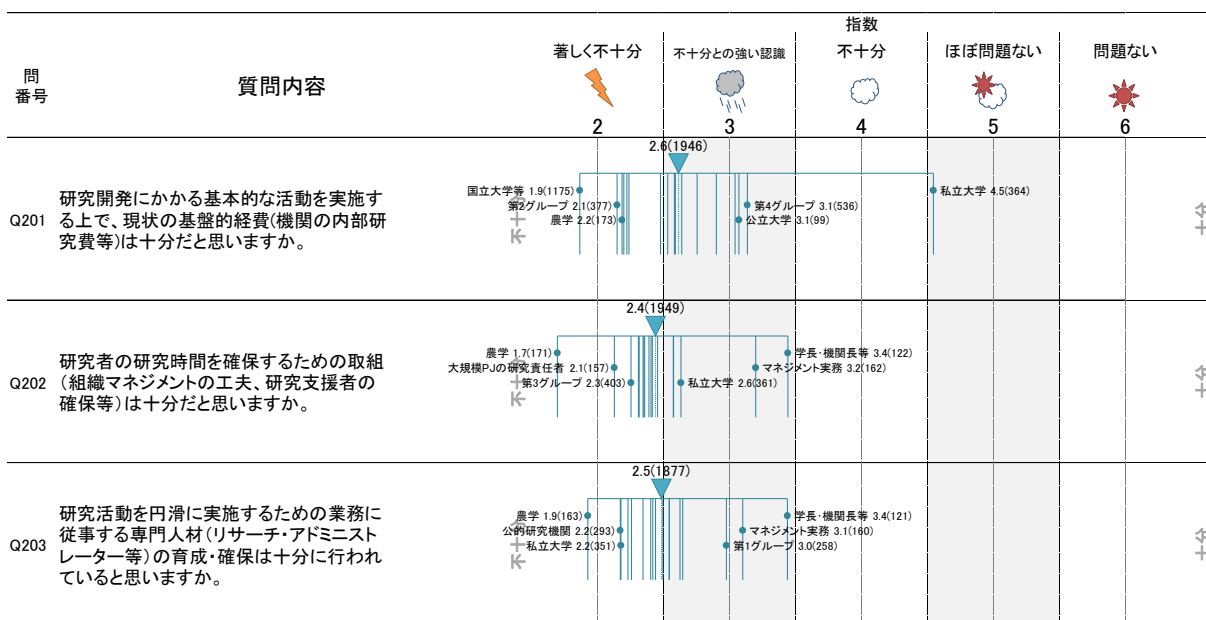 指数
著しく不十分
不十分との強い認識
不十分
ほぼ問題ない
問題ない
問
番号
質問内容
2
3
4
5
6
Q201
研究開発にかかる基本的な活動を実施す
る上で、現状の基盤的経費(機関の内部研
究費等)は十分だと思いますか。
2.6(1946)
国立大学等 1.9(1175)
第2グループ 2.1(377)
農学 2.2(173)
私立大学 4.5(364)
第4グループ 3.1(536)
公立大学 3.1(99)
不十分
十分
Q202
研究者の研究時間を確保するための取組
(組織マネジメントの工夫、研究支援者の
確保等)は十分だと思いますか。
2.4(1949)
農学 1.7(171)
大規模PJの研究責任者 2.1(157)
第3グループ 2.3(403)
学長・機関長等 3.4(122)
マネジメント実務 3.2(162)
私立大学 2.6(361)
不十分
十分
Q203
研究活動を円滑に実施するための業務に
従事する専門人材(リサーチ・アドミニスト
レーター等)の育成・確保は十分に行われ
ていると思いますか。
2.5(1877)
農学 1.9(163)
公的研究機関 2.2(293)
私立大学 2.2(351)
学長・機関長等 3.4(121)
マネジメント実務 3.1(160)
第1グループ 3.0(258)
不十分
十分